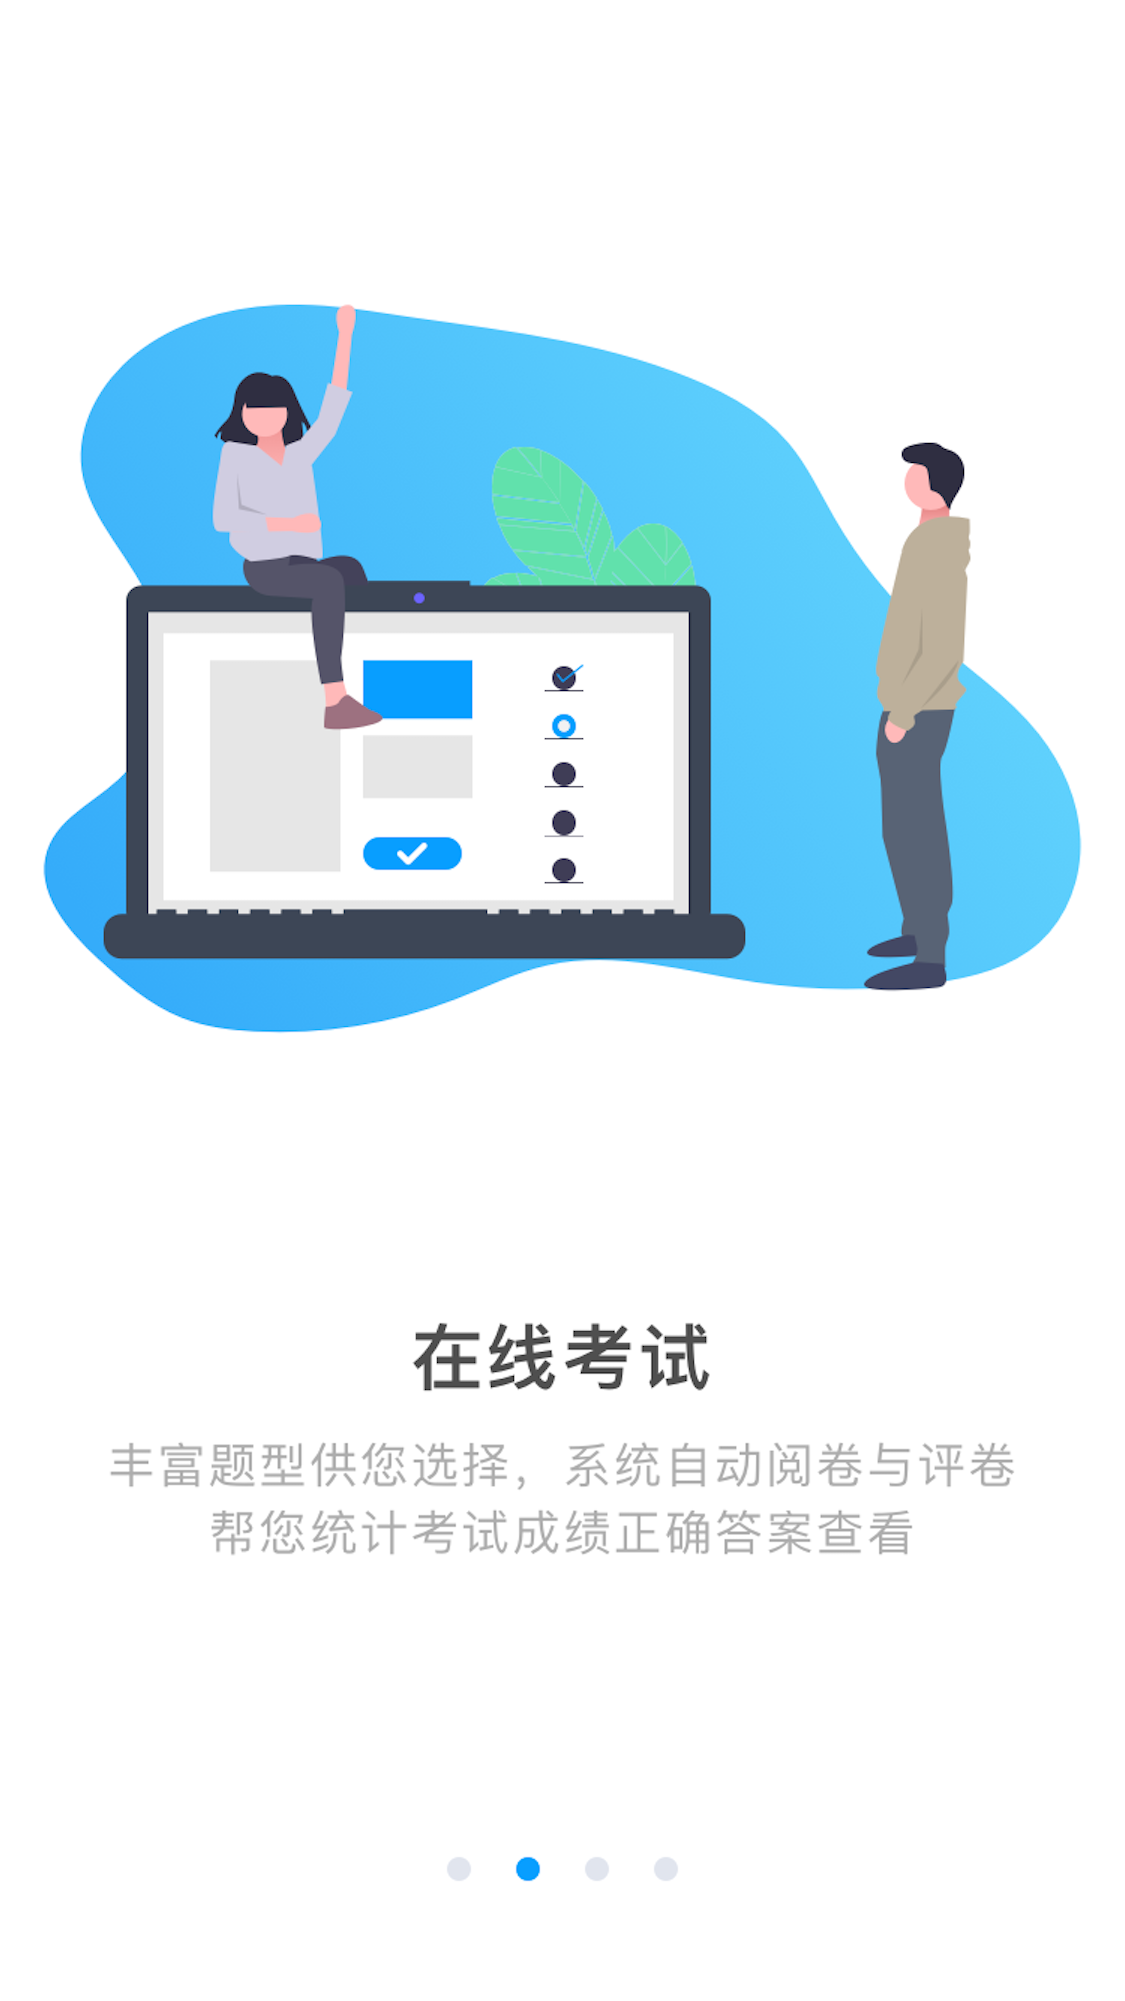 在线考试
丰富题型供您选择，系统自动阅卷与评卷
帮您统计考试成绩正确答案查看